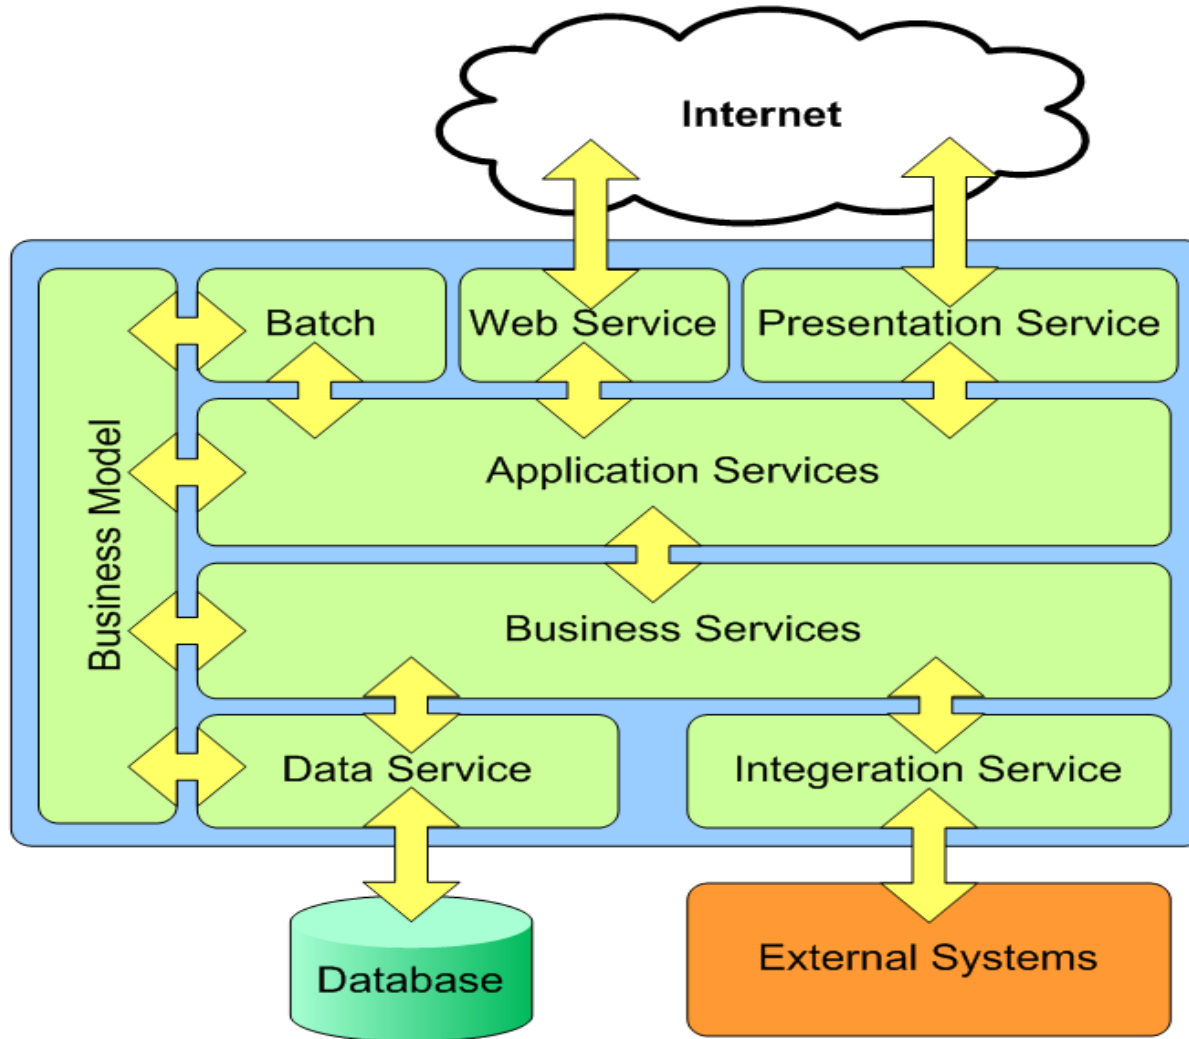 Internet
Batch
Web Service
Presentation Service
Business Model
Application Services
Business Services
Data Service
Integeration Service
Database
External Systems